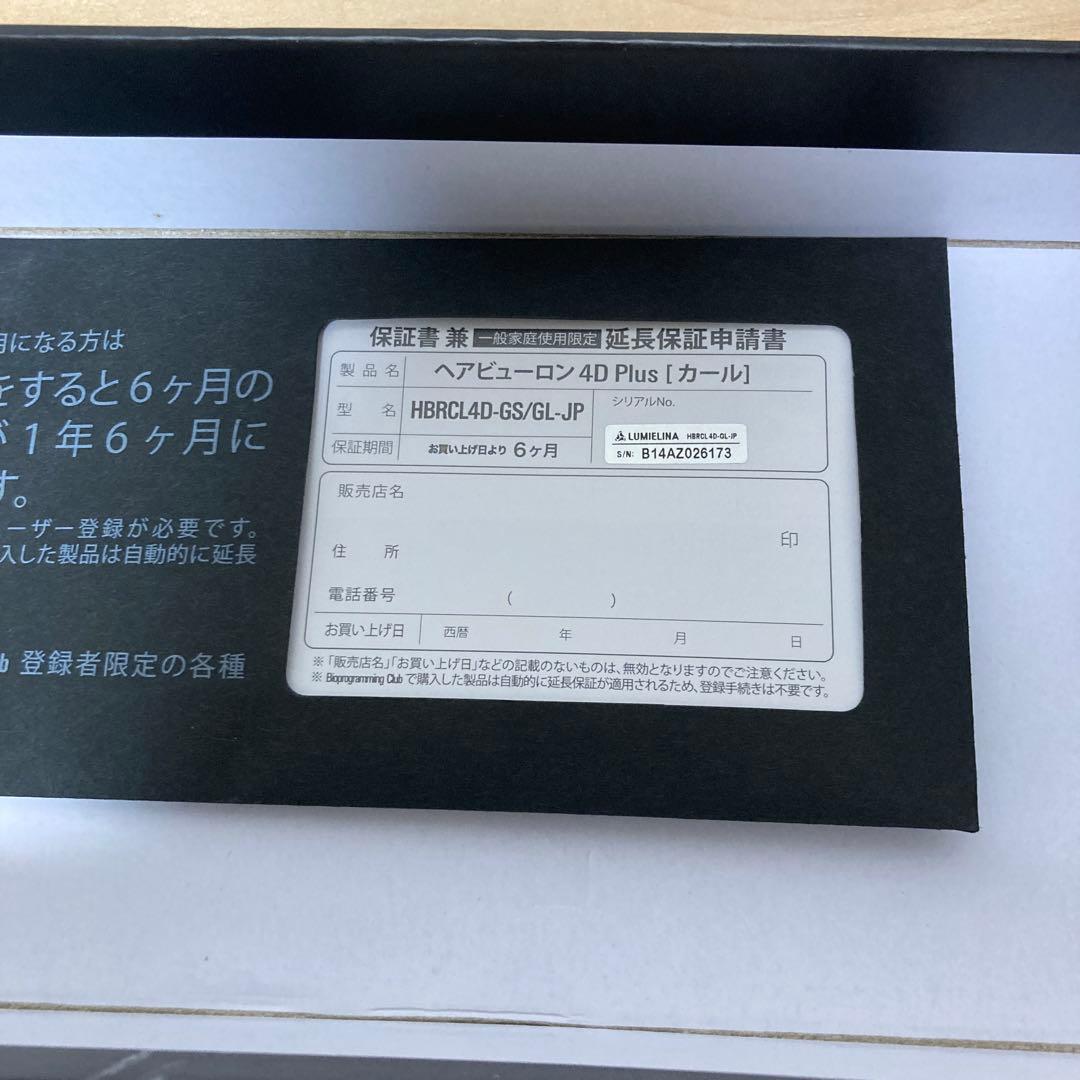 月になる方は
をすると6ヶ月の
が1年6ヶ月に
す。
ーザー登録が必要です。
入した製品は自動的に延長
b 登録者限定の各種
保証書 兼 一般家庭使用限定 延長保証申請書
製品名 ヘアビューロン 4D Plus [カール]
型 名 HBRCL4D-GS/GL-JP シリアルNo.
LUMIELINA HBRCL4D-GL-JP
S/N: B14AZ026173
保証期間 お買い上げ日より 6ヶ月
販売店名
印
住 所
電話番号 ( )
お買い上げ日 西暦 年 月 日
※「販売店名」「お買い上げ日」などの記載のないものは、無効となりますのでご注意ください。
※ Bioprogramming Club で購入した製品は自動的に延長保証が適用されるため、登録手続きは不要です。